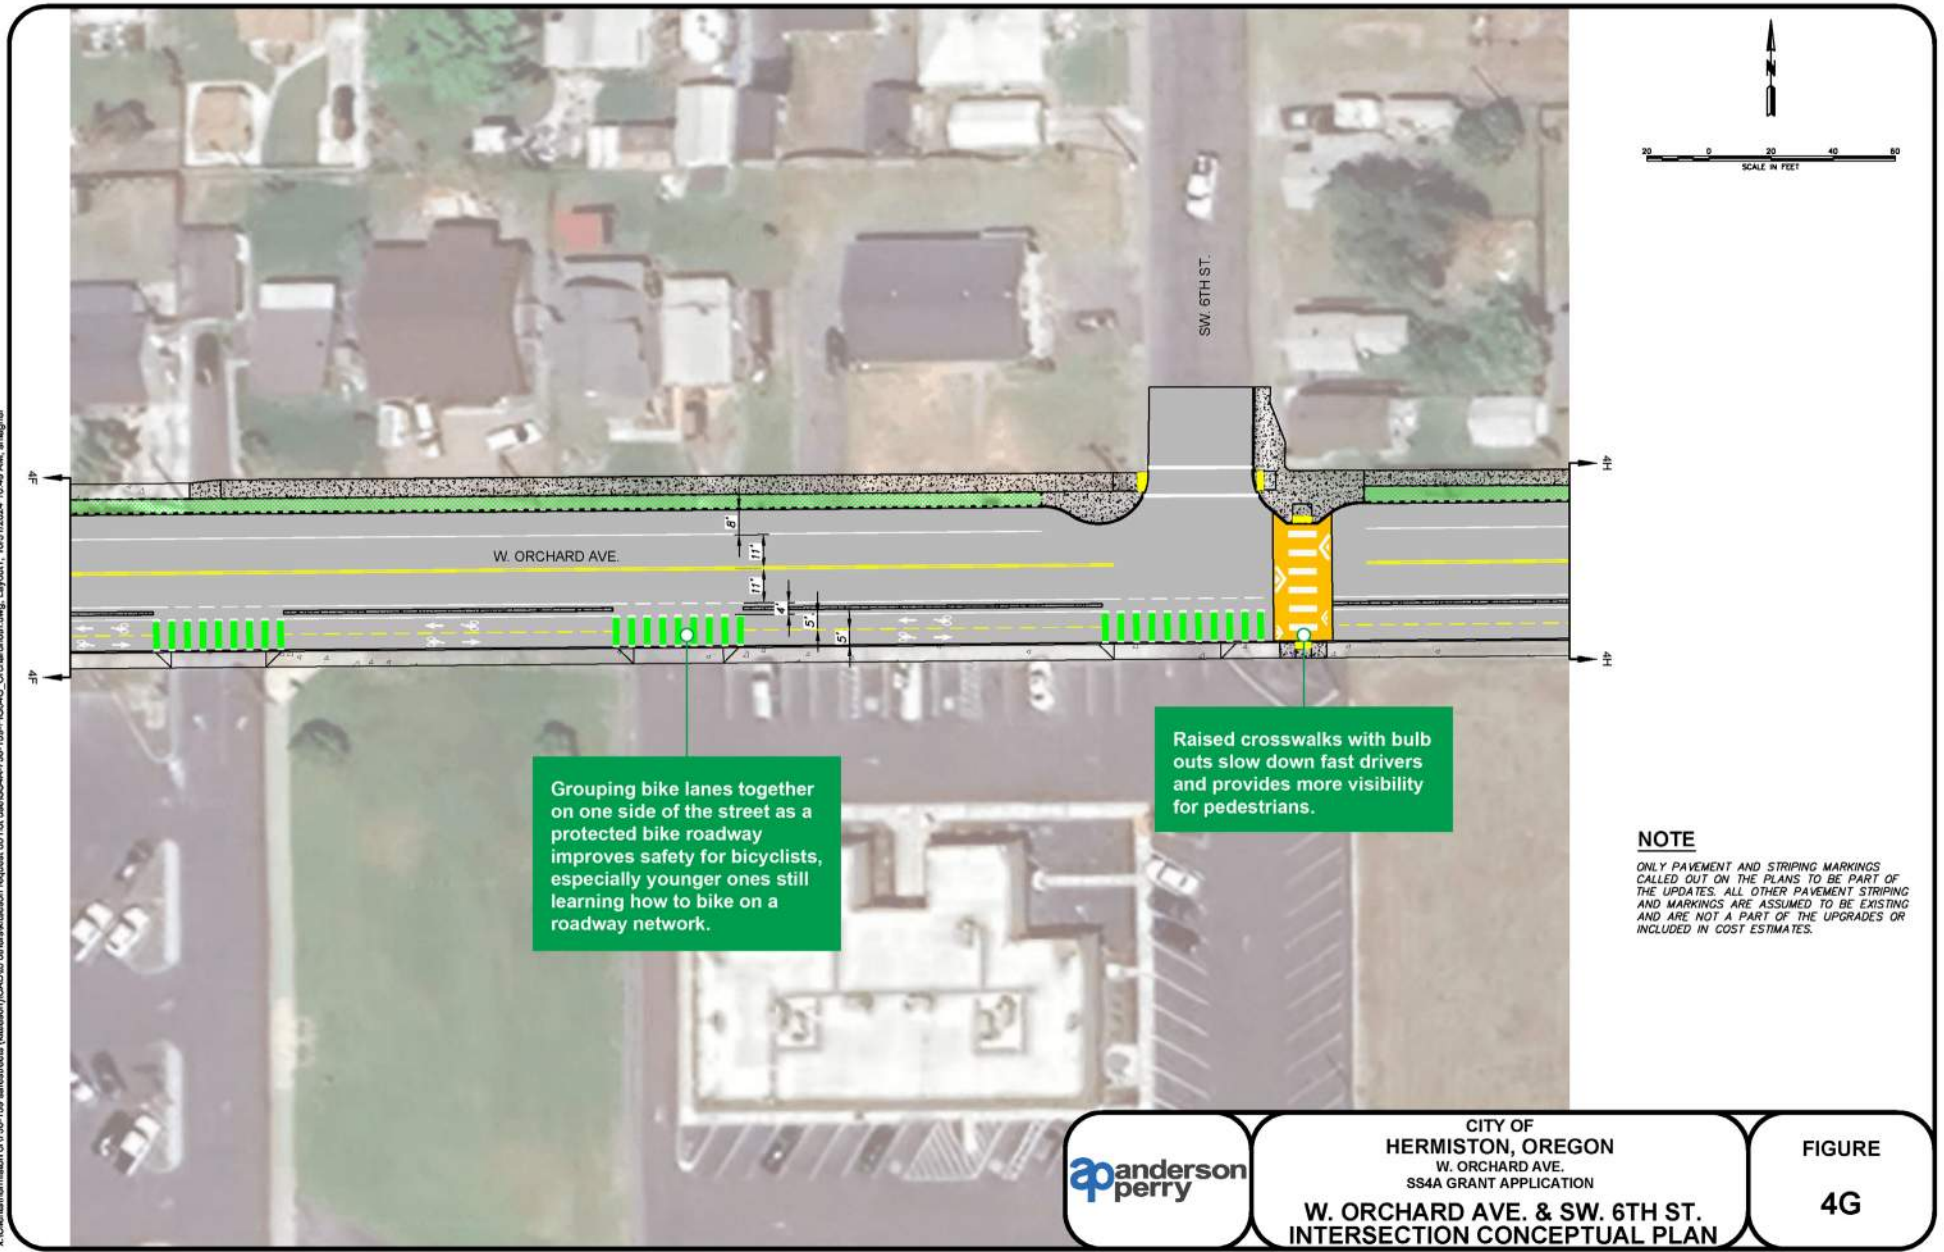 N
20 0 20 40 60
SCALE IN FEET
SW. 6TH ST.
4F
4H
8'
W. ORCHARD AVE.
11'
11'
4'
5'
5'
4F
4H
Grouping bike lanes together
on one side of the street as a
protected bike roadway
improves safety for bicyclists,
especially younger ones still
learning how to bike on a
roadway network.
Raised crosswalks with bulb
outs slow down fast drivers
and provides more visibility
for pedestrians.
NOTE
ONLY PAVEMENT AND STRIPING MARKINGS
CALLED OUT ON THE PLANS TO BE PART OF
THE UPDATES. ALL OTHER PAVEMENT STRIPING
AND MARKINGS ARE ASSUMED TO BE EXISTING
AND ARE NOT A PART OF THE UPGRADES OR
INCLUDED IN COST ESTIMATES.
ap anderson
perry
CITY OF
HERMISTON, OREGON
W. ORCHARD AVE.
SS4A GRANT APPLICATION
W. ORCHARD AVE. & SW. 6TH ST.
INTERSECTION CONCEPTUAL PLAN
FIGURE
4G